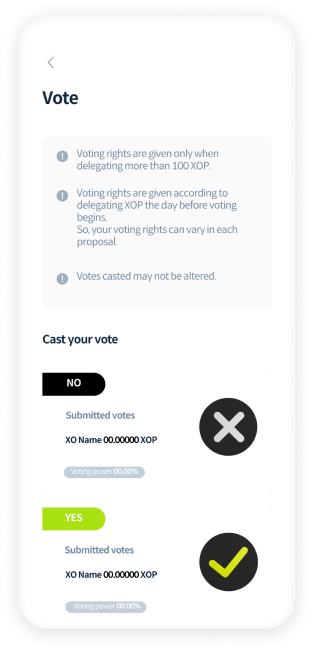 Vote
Voting rights are given only when
delegating more than 100 XOP.
Voting rights are given according to
delegating XOP the day before voting
begins.
So, your voting rights can vary in each
proposal.
Votes casted may not be altered.
Cast your vote
NO
Submitted votes
XO Name 00.00000 XOP
Voting power 00.00%
YES
Submitted votes
XO Name 00.00000 XOP
Voting power 00.00%